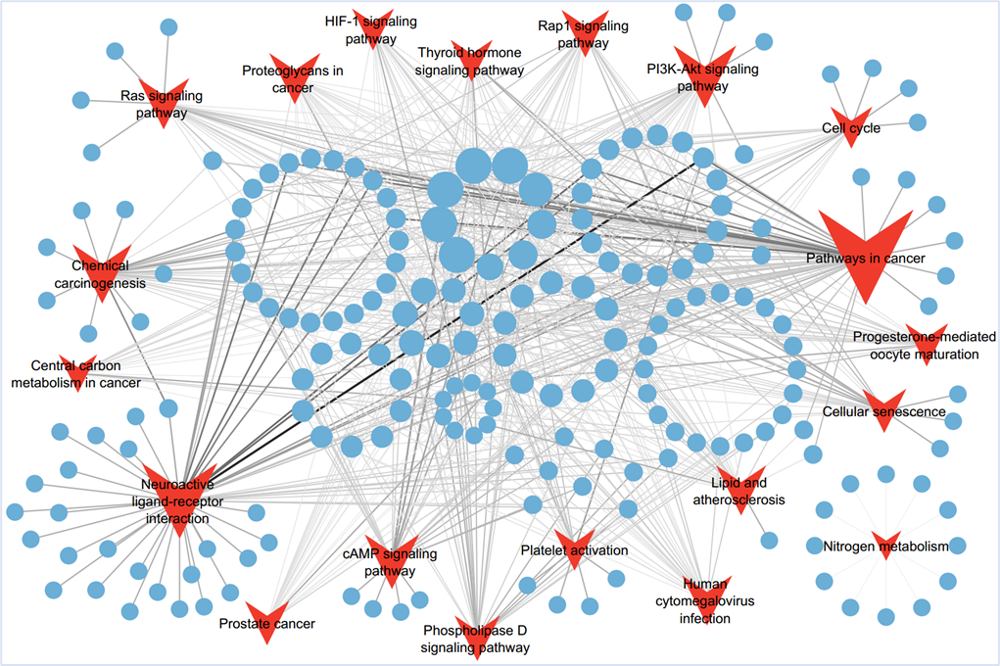 HIF-1 signaling
pathway
Rap1 signaling
pathway
Thyroid hormone
signaling pathway
Proteoglycans in
cancer
PI3K-Akt signaling
pathway
Ras signaling
pathway
Cell cycle
Chemical
carcinogenesis
Pathways in cancer
Progesterone-mediated
oocyte maturation
Central carbon
metabolism in cancer
Cellular senescence
Neuroactive
ligand-receptor
interaction
Lipid and
atherosclerosis
Nitrogen metabolism
cAMP signaling
pathway
Platelet activation
Human
cytomegalovirus
infection
Prostate cancer
Phospholipase D
signaling pathway